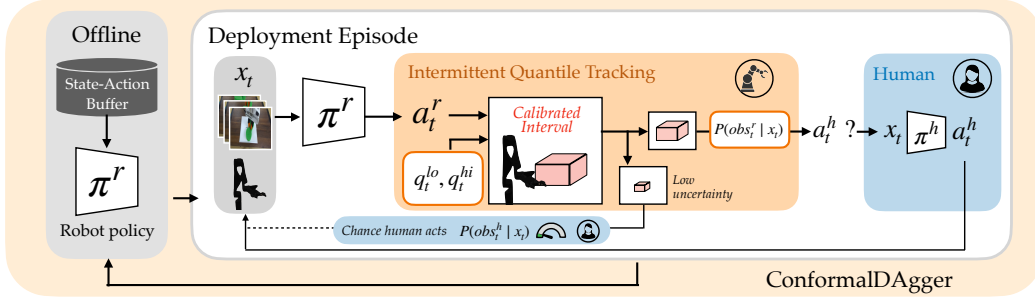 Offline
State-Action
Buffer
π^r
Robot policy
Deployment Episode
x_t
π^r
Intermittent Quantile Tracking
a_t^r
q_t^{lo}, q_t^{hi}
Calibrated
Interval
P(obs_t^r | x_t)
Low
uncertainty
a_t^h ?
Human
x_t π^h a_t^h
Chance human acts P(obs_t^h | x_t)
ConformalDAgger